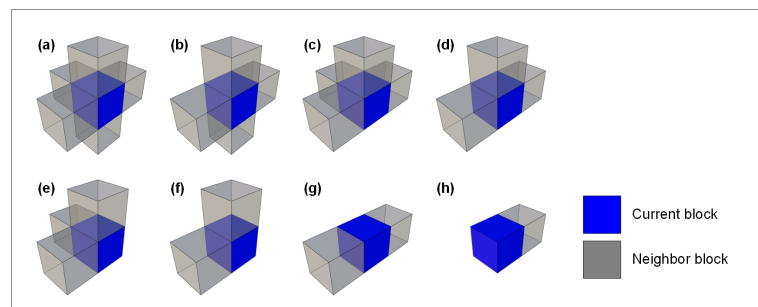 (a) (b) (c) (d)
(e) (f) (g) (h)
Current block
Neighbor block